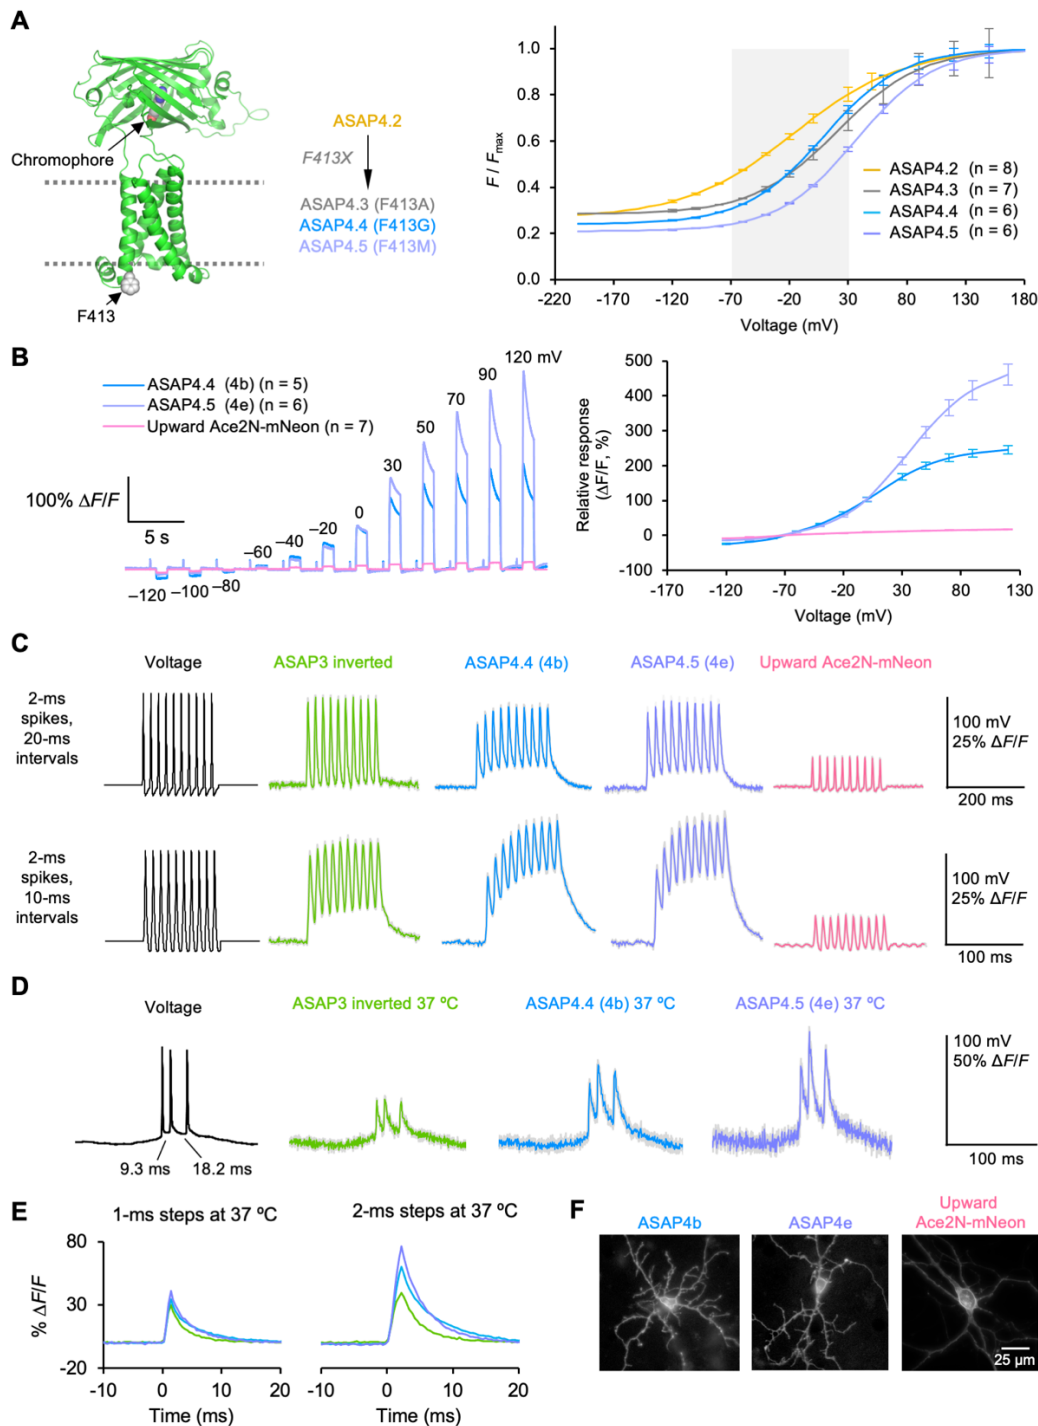 A
Chromophore
F413
ASAP4.2
F413X
ASAP4.3 (F413A)
ASAP4.4 (F413G)
ASAP4.5 (F413M)
F / Fmax
1.0
0.8
0.6
0.4
0.2
0.0
-220 -170 -120 -70 -20 30 80 130 180
Voltage (mV)
ASAP4.2 (n = 8)
ASAP4.3 (n = 7)
ASAP4.4 (n = 6)
ASAP4.5 (n = 6)
B
ASAP4.4 (4b) (n = 5)
ASAP4.5 (4e) (n = 6)
Upward Ace2N-mNeon (n = 7)
100% ΔF/F
5 s
–120
–100
–80
–60
–40
–20
0
30
50
70
90
120 mV
Relative response
(ΔF/F, %)
500
400
300
200
100
0
-100
-170 -120 -70 -20 30 80 130
Voltage (mV)
C
Voltage
ASAP3 inverted
ASAP4.4 (4b)
ASAP4.5 (4e)
Upward Ace2N-mNeon
2-ms
spikes,
20-ms
intervals
100 mV
25% ΔF/F
200 ms
2-ms
spikes,
10-ms
intervals
100 mV
25% ΔF/F
100 ms
D
Voltage
ASAP3 inverted 37 ºC
ASAP4.4 (4b) 37 ºC
ASAP4.5 (4e) 37 ºC
9.3 ms
18.2 ms
100 mV
50% ΔF/F
100 ms
E
1-ms steps at 37 ºC
2-ms steps at 37 ºC
% ΔF/F
80
30
-20
-10 0 10 20
Time (ms)
-10 0 10 20
Time (ms)
F
ASAP4b
ASAP4e
Upward
Ace2N-mNeon
25 µm